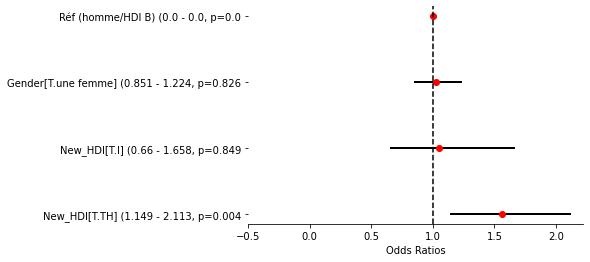 Réf (homme/HDI B) (0.0 - 0.0, p=0.0
Gender[T.une femme] (0.851 - 1.224, p=0.826
New_HDI[T.I] (0.66 - 1.658, p=0.849
New_HDI[T.TH] (1.149 - 2.113, p=0.004
−0.5 0.0 0.5 1.0 1.5 2.0
Odds Ratios